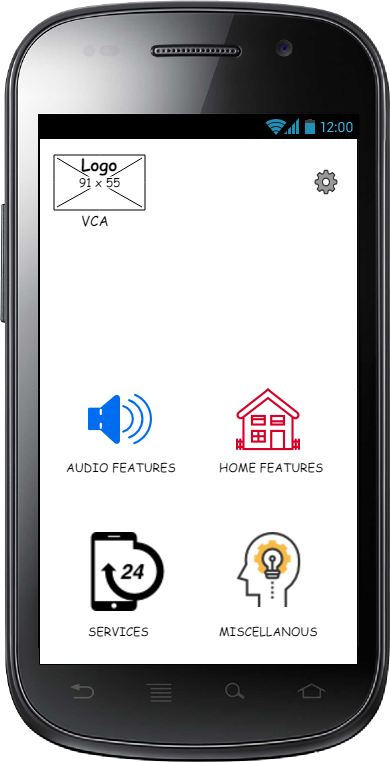 12:00
Logo
91 x 55
VCA
AUDIO FEATURES
HOME FEATURES
24
SERVICES
MISCELLANOUS